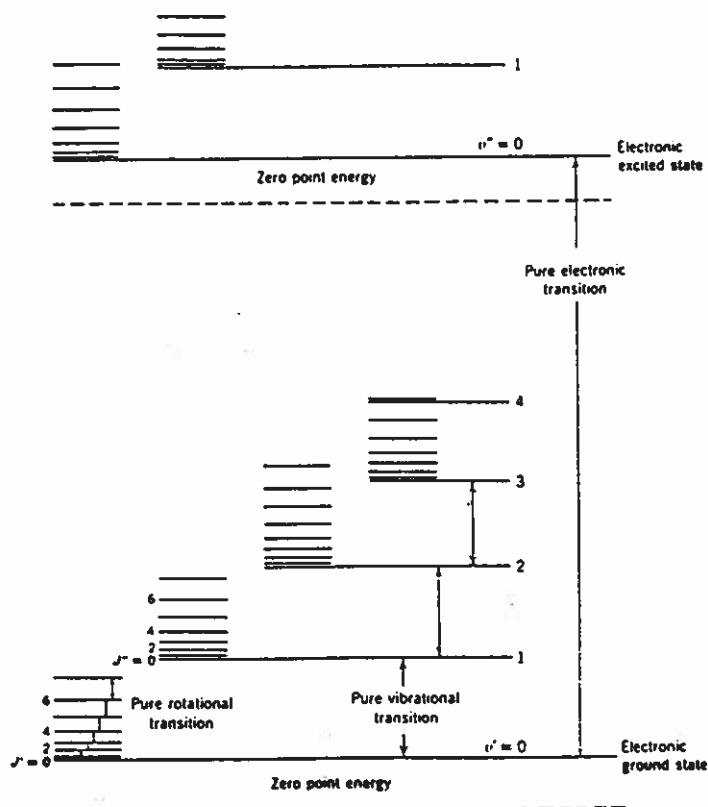 1
v" = 0
Electronic
excited state
Zero point energy
Pure electronic
transition
4
3
2
6
4
2
J" = 0
1
6
Pure rotational
transition
Pure vibrational
transition
4
2
J" = 0
v" = 0
Electronic
ground state
Zero point energy